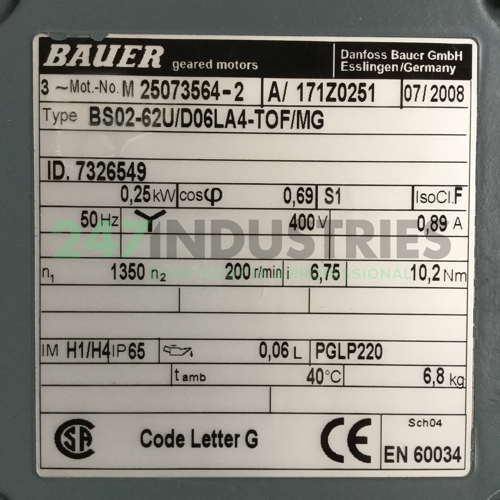 BAUER geared motors Danfoss Bauer GmbH
Esslingen/Germany
3 ~ Mot.-No. M 25073564-2 A/ 171Z0251 07/2008
Type BS02-62U/D06LA4-TOF/MG
ID. 7326549
0,25 kW cosφ 0,69 S1 IsoCl. F
50 Hz Y 400 V 0,89 A
247INDUSTRIES
n1 1350 n2 200 r/min i 6,75 10,2 Nm
IM H1/H4 IP 65 0,06 L PGLP220
tamb 40°C 6,8 kg
SA Code Letter G CE Sch04
EN 60034